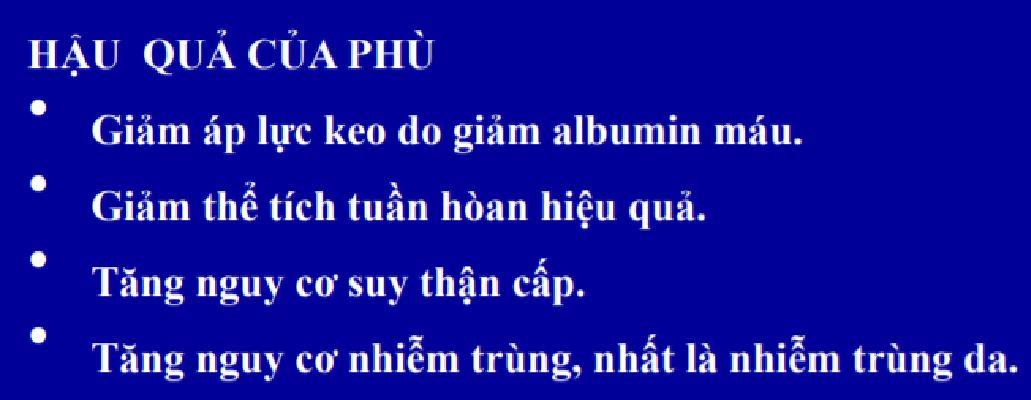 HẬU QUẢ CỦA PHÙ
• Giảm áp lực keo do giảm albumin máu.
• Giảm thể tích tuần hòan hiệu quả.
• Tăng nguy cơ suy thận cấp.
• Tăng nguy cơ nhiễm trùng, nhất là nhiễm trùng da.